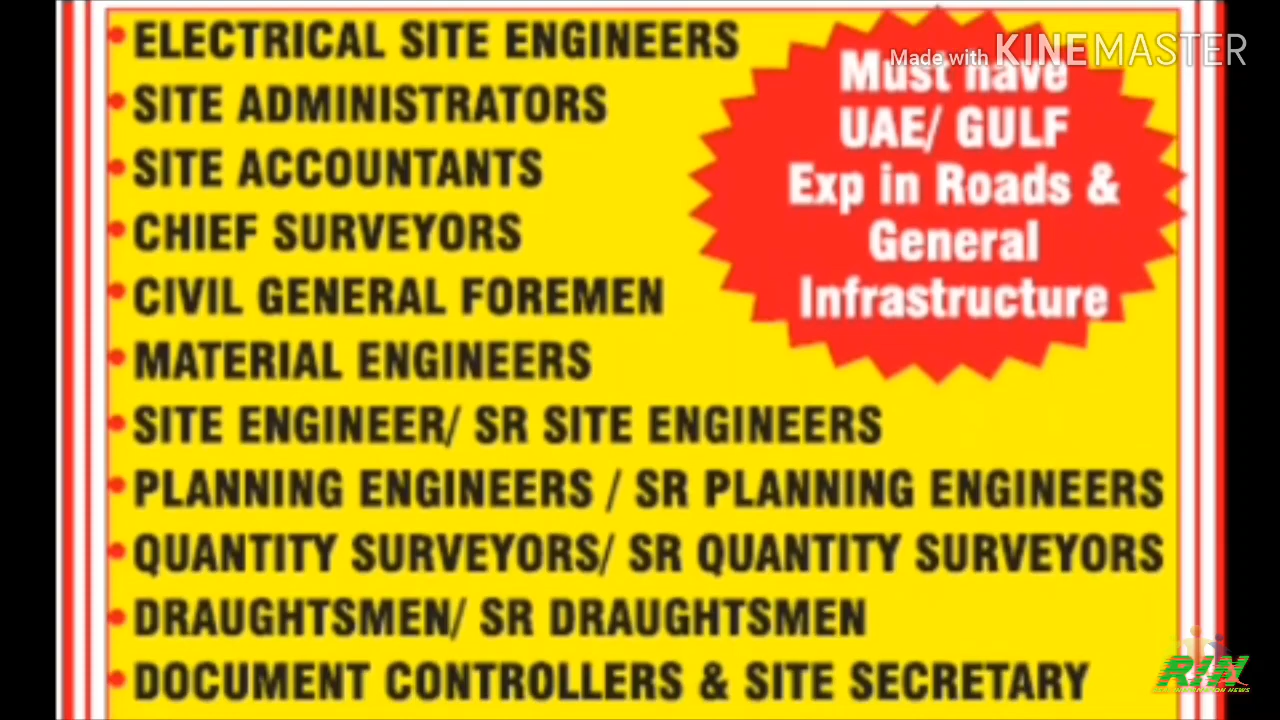 ELECTRICAL SITE ENGINEERS
SITE ADMINISTRATORS
SITE ACCOUNTANTS
CHIEF SURVEYORS
CIVIL GENERAL FOREMEN
MATERIAL ENGINEERS
SITE ENGINEER/ SR SITE ENGINEERS
PLANNING ENGINEERS / SR PLANNING ENGINEERS
QUANTITY SURVEYORS/ SR QUANTITY SURVEYORS
DRAUGHTSMEN/ SR DRAUGHTSMEN
DOCUMENT CONTROLLERS & SITE SECRETARY
Made with KINEMASTER
Must have
UAE/ GULF
Exp in Roads &
General
Infrastructure
RIN